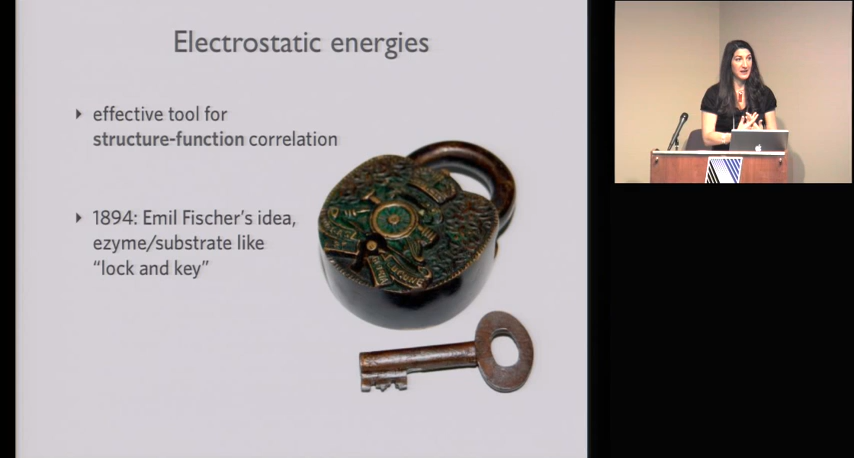 Electrostatic energies
effective tool for
structure-function correlation
1894: Emil Fischer's idea,
ezyme/substrate like
"lock and key"